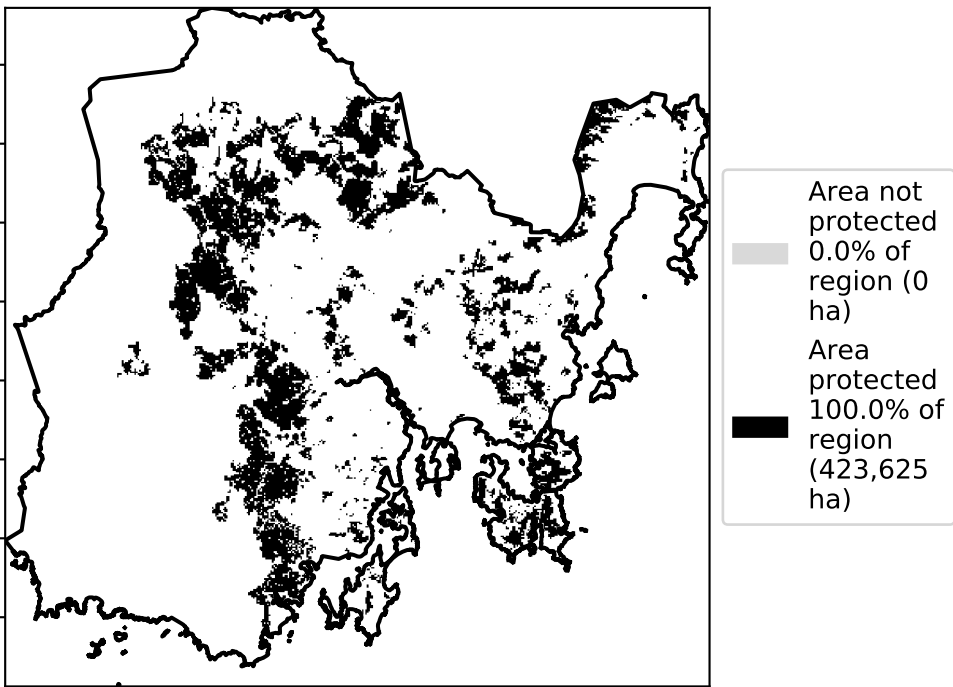 Area not
protected
0.0% of
region (0
ha)
Area
protected
100.0% of
region
(423,625
ha)